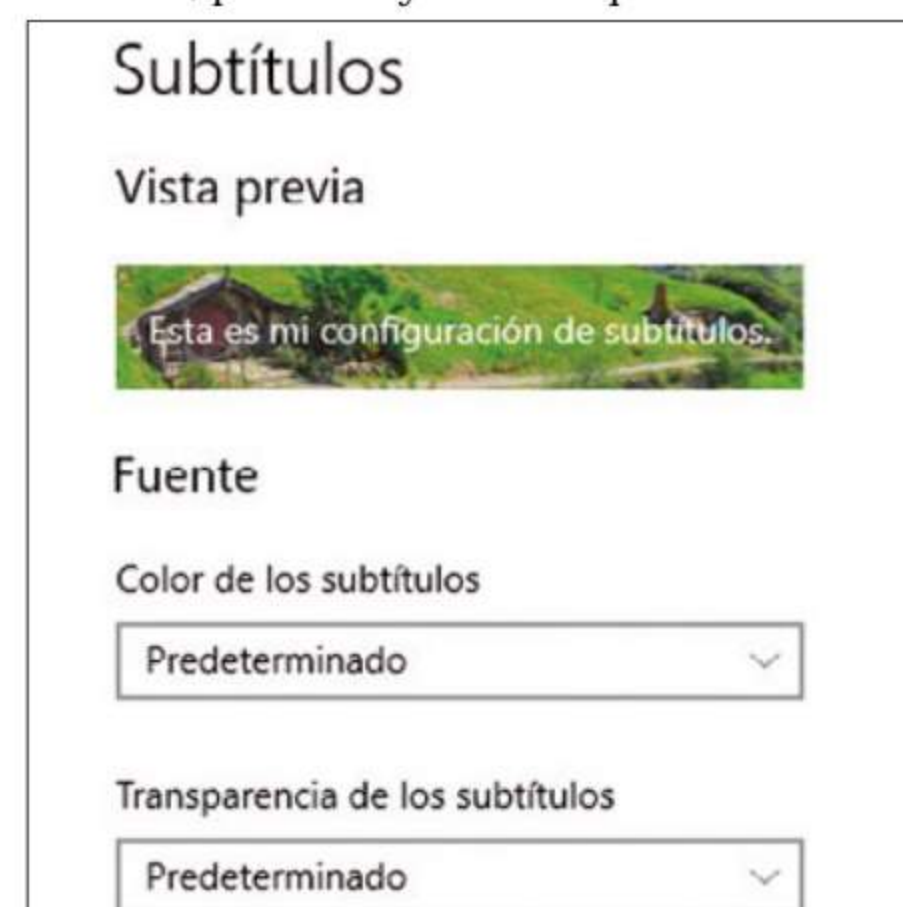 Subtítulos
Vista previa
Esta es mi configuración de subtítulos.
Fuente
Color de los subtítulos
Predeterminado
Transparencia de los subtítulos
Predeterminado